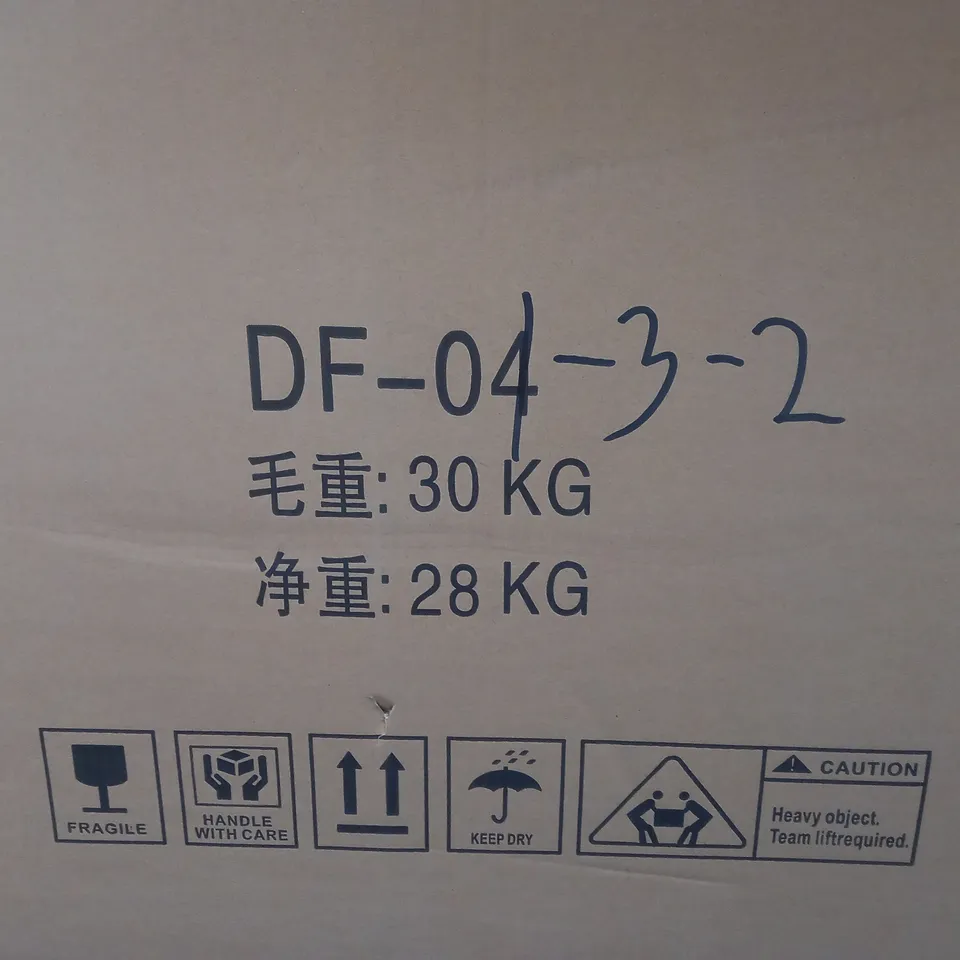 DF-04-3-2
毛重: 30 KG
净重: 28 KG
FRAGILE
HANDLE
WITH CARE
KEEP DRY
CAUTION
Heavy object.
Team liftrequired.